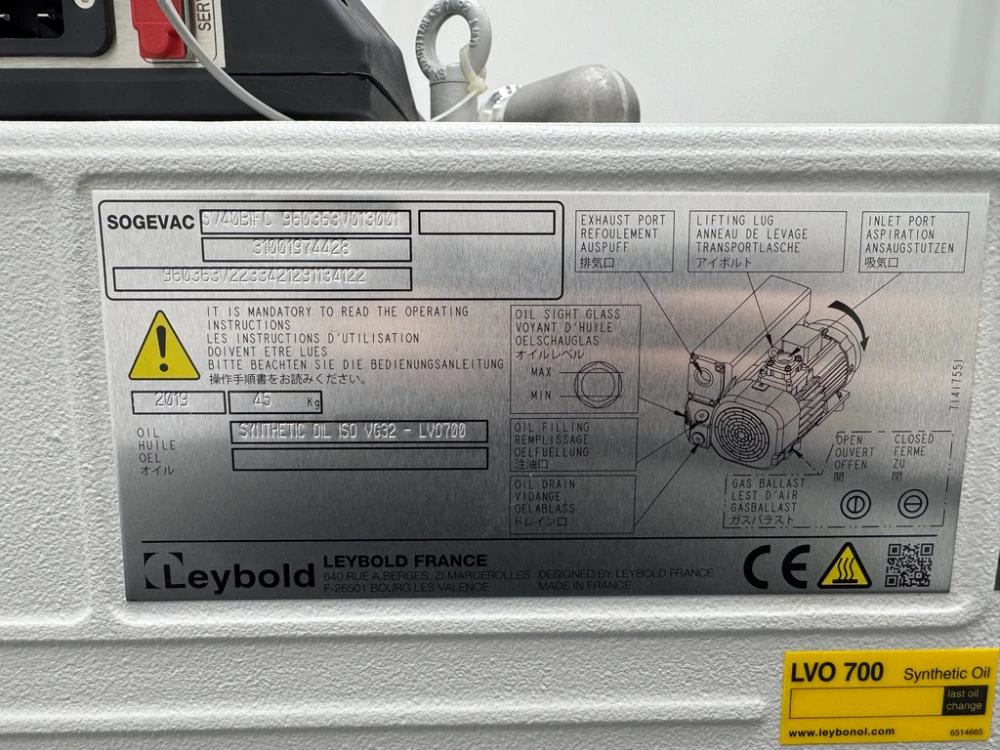 SERV
SOGEVAC
SV40BIFC 960363V013001
31001974428
960363V2233421291134122
IT IS MANDATORY TO READ THE OPERATING
INSTRUCTIONS
LES INSTRUCTIONS D'UTILISATION
DOIVENT ETRE LUES
BITTE BEACHTEN SIE DIE BEDIENUNGSANLEITUNG
操作手順書をお読みください。
2019
45 Kg
OIL
HUILE
OEL
オイル
SYNTHETIC OIL ISO VG32 - LVO700
EXHAUST PORT
REFOULEMENT
AUSPUFF
排気口
LIFTING LUG
ANNEAU DE LEVAGE
TRANSPORTLASCHE
アイボルト
INLET PORT
ASPIRATION
ANSAUGSTUTZEN
吸気口
OIL SIGHT GLASS
VOYANT D'HUILE
OELSCHAUGLAS
オイルレベル
MAX
MIN
OIL FILLING
REMPLISSAGE
OELFUELLUNG
注油口
OIL DRAIN
VIDANGE
OELABLASS
ドレイン口
71417551
OPEN
OUVERT
OFFEN
開
CLOSED
FERME
ZU
閉
GAS BALLAST
LEST D'AIR
GASBALLAST
ガスバラスト
Leybold
LEYBOLD FRANCE
640 RUE A.BERGES. ZI MARCEROLLES
F-26501 BOURG LES VALENCE
DESIGNED BY LEYBOLD FRANCE
MADE IN FRANCE
CE
LVO 700 Synthetic Oil
last oil
change
www.leybonol.com
6514665